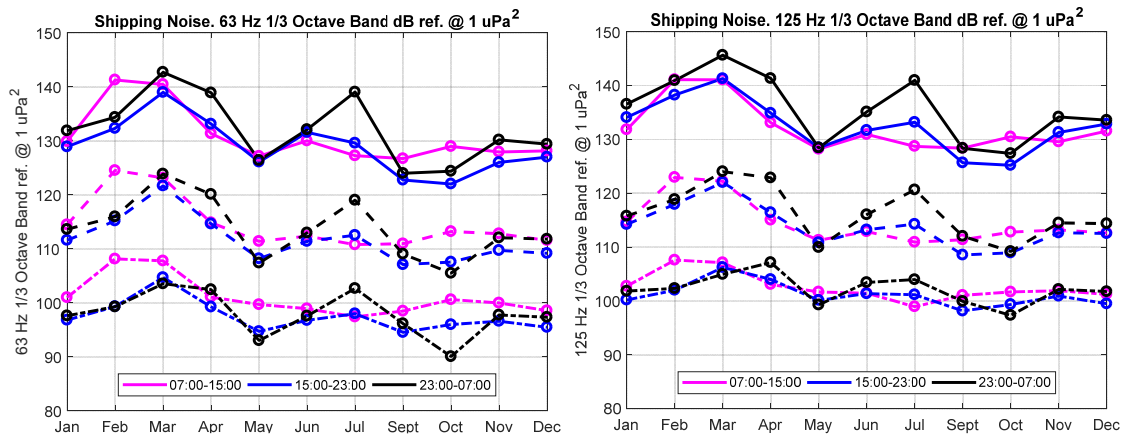 Shipping Noise. 63 Hz 1/3 Octave Band dB ref. @ 1 uPa2
63 Hz 1/3 Octave Band ref. @ 1 uPa2
150
140
130
120
110
100
90
80
07:00-15:00 15:00-23:00 23:00-07:00
Jan Feb Mar Apr May Jun Jul Aug Sept Oct Nov Dec
Shipping Noise. 125 Hz 1/3 Octave Band dB ref. @ 1 uPa2
125 Hz 1/3 Octave Band ref. @ 1 uPa2
150
140
130
120
110
100
90
80
07:00-15:00 15:00-23:00 23:00-07:00
Jan Feb Mar Apr May Jun Jul Sept Oct Nov Dec